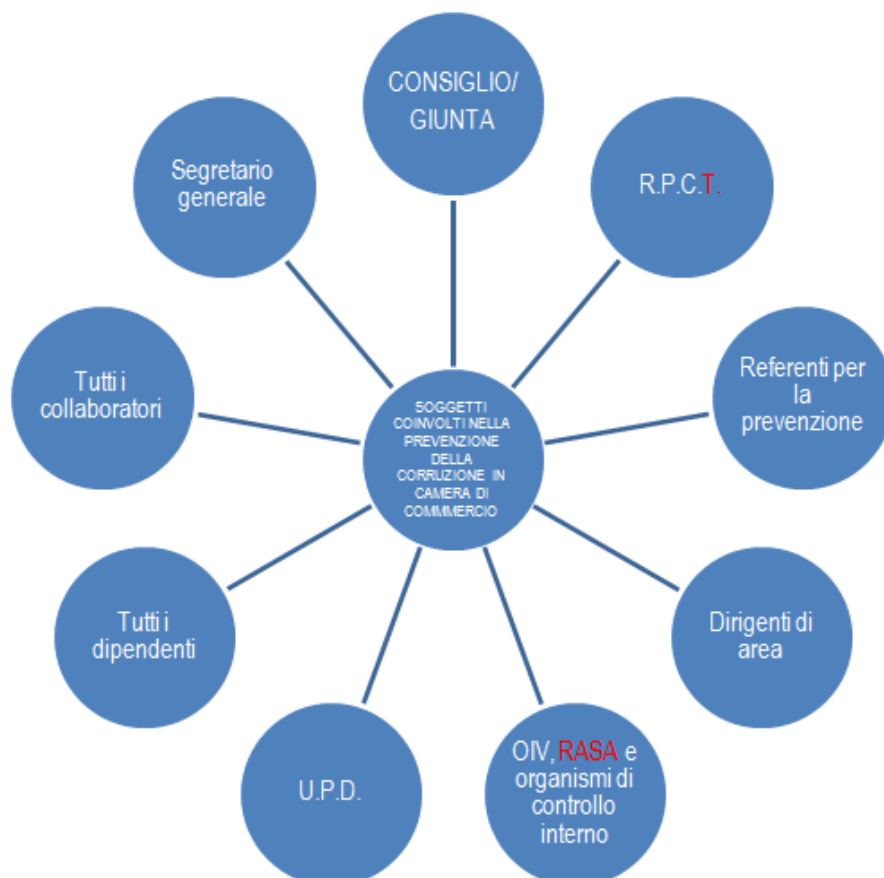 CONSIGLIO/
GIUNTA
R.P.C.T.
Referenti per
la
prevenzione
Dirigenti di
area
OIV, RASA e
organismi di
controllo
interno
U.P.D.
Tutti i
dipendenti
Tutti i
collaboratori
Segretario
generale
SOGGETTI
COINVOLTI NELLA
PREVENZIONE
DELLA
CORRUZIONE IN
CAMERA DI
COMMMERCIO